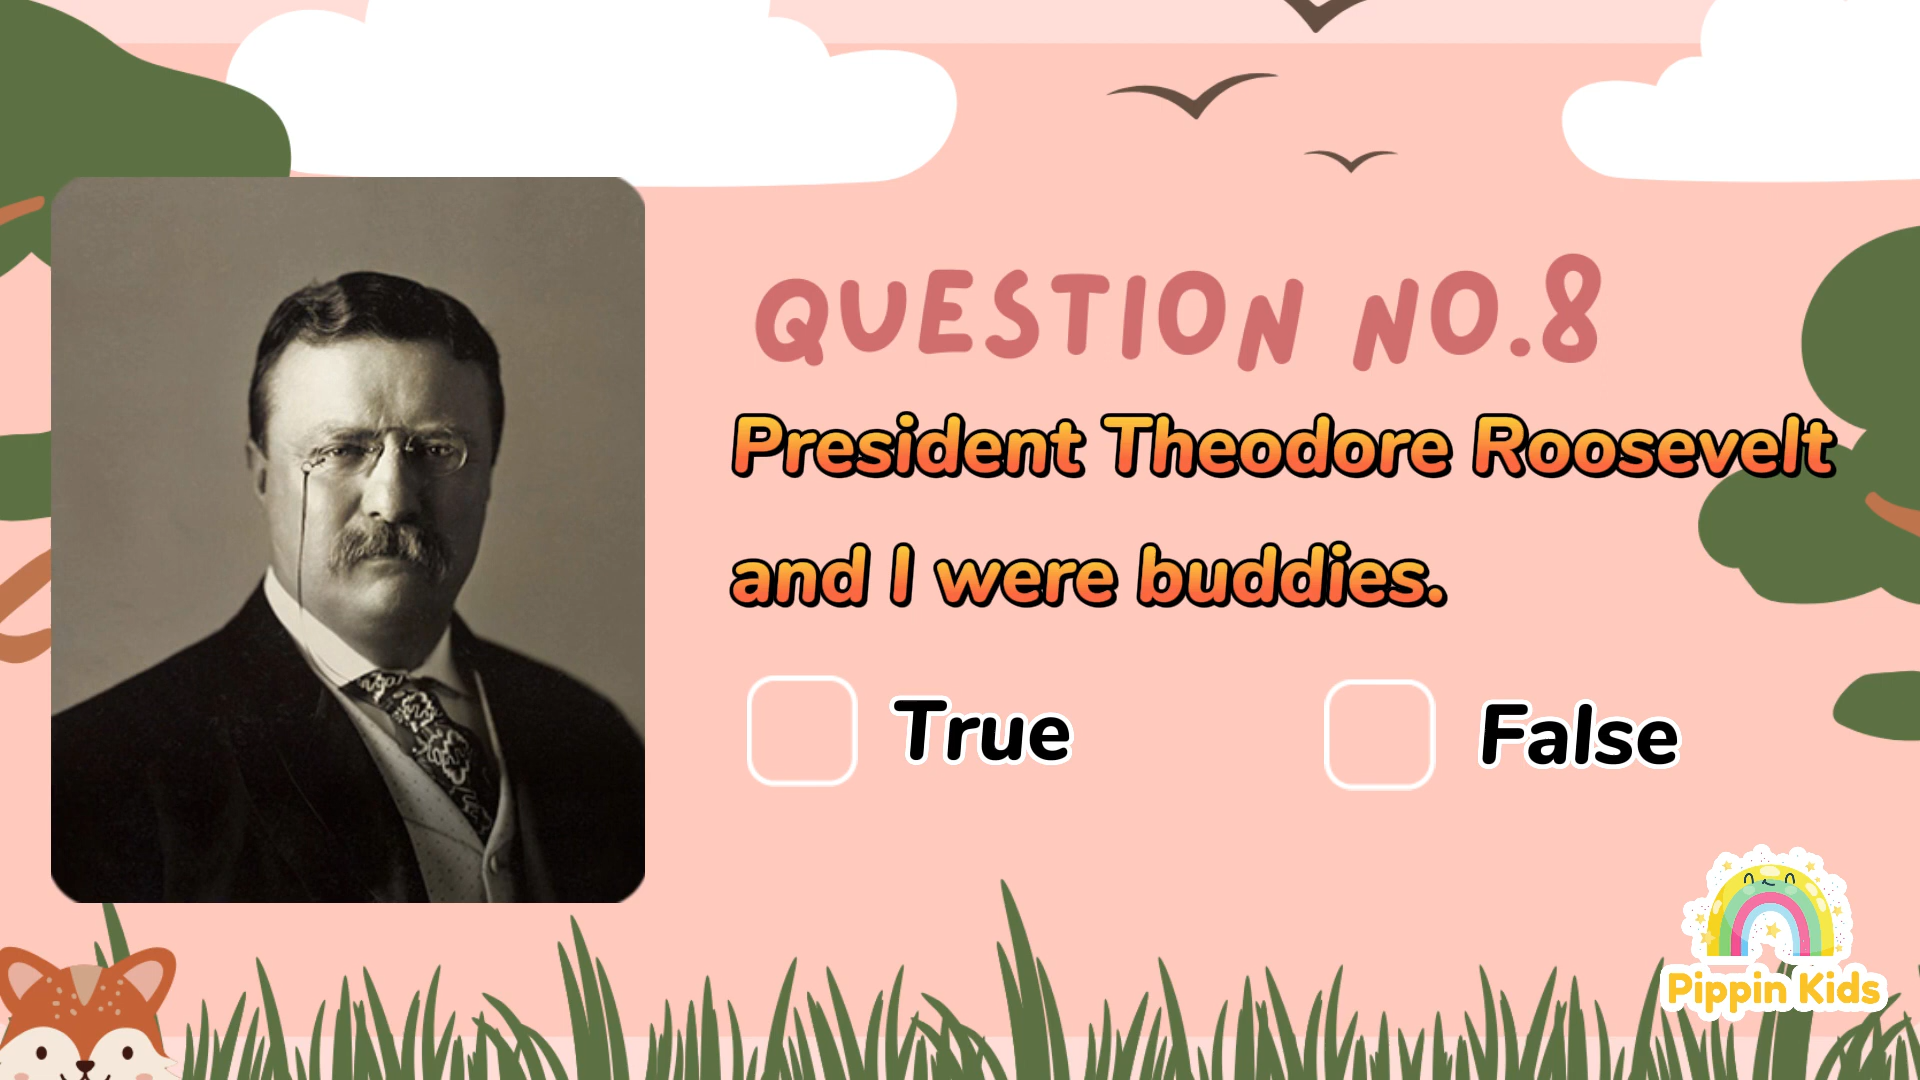 QUESTION NO.8
President Theodore Roosevelt
and I were buddies.
True
False
Pippin Kids